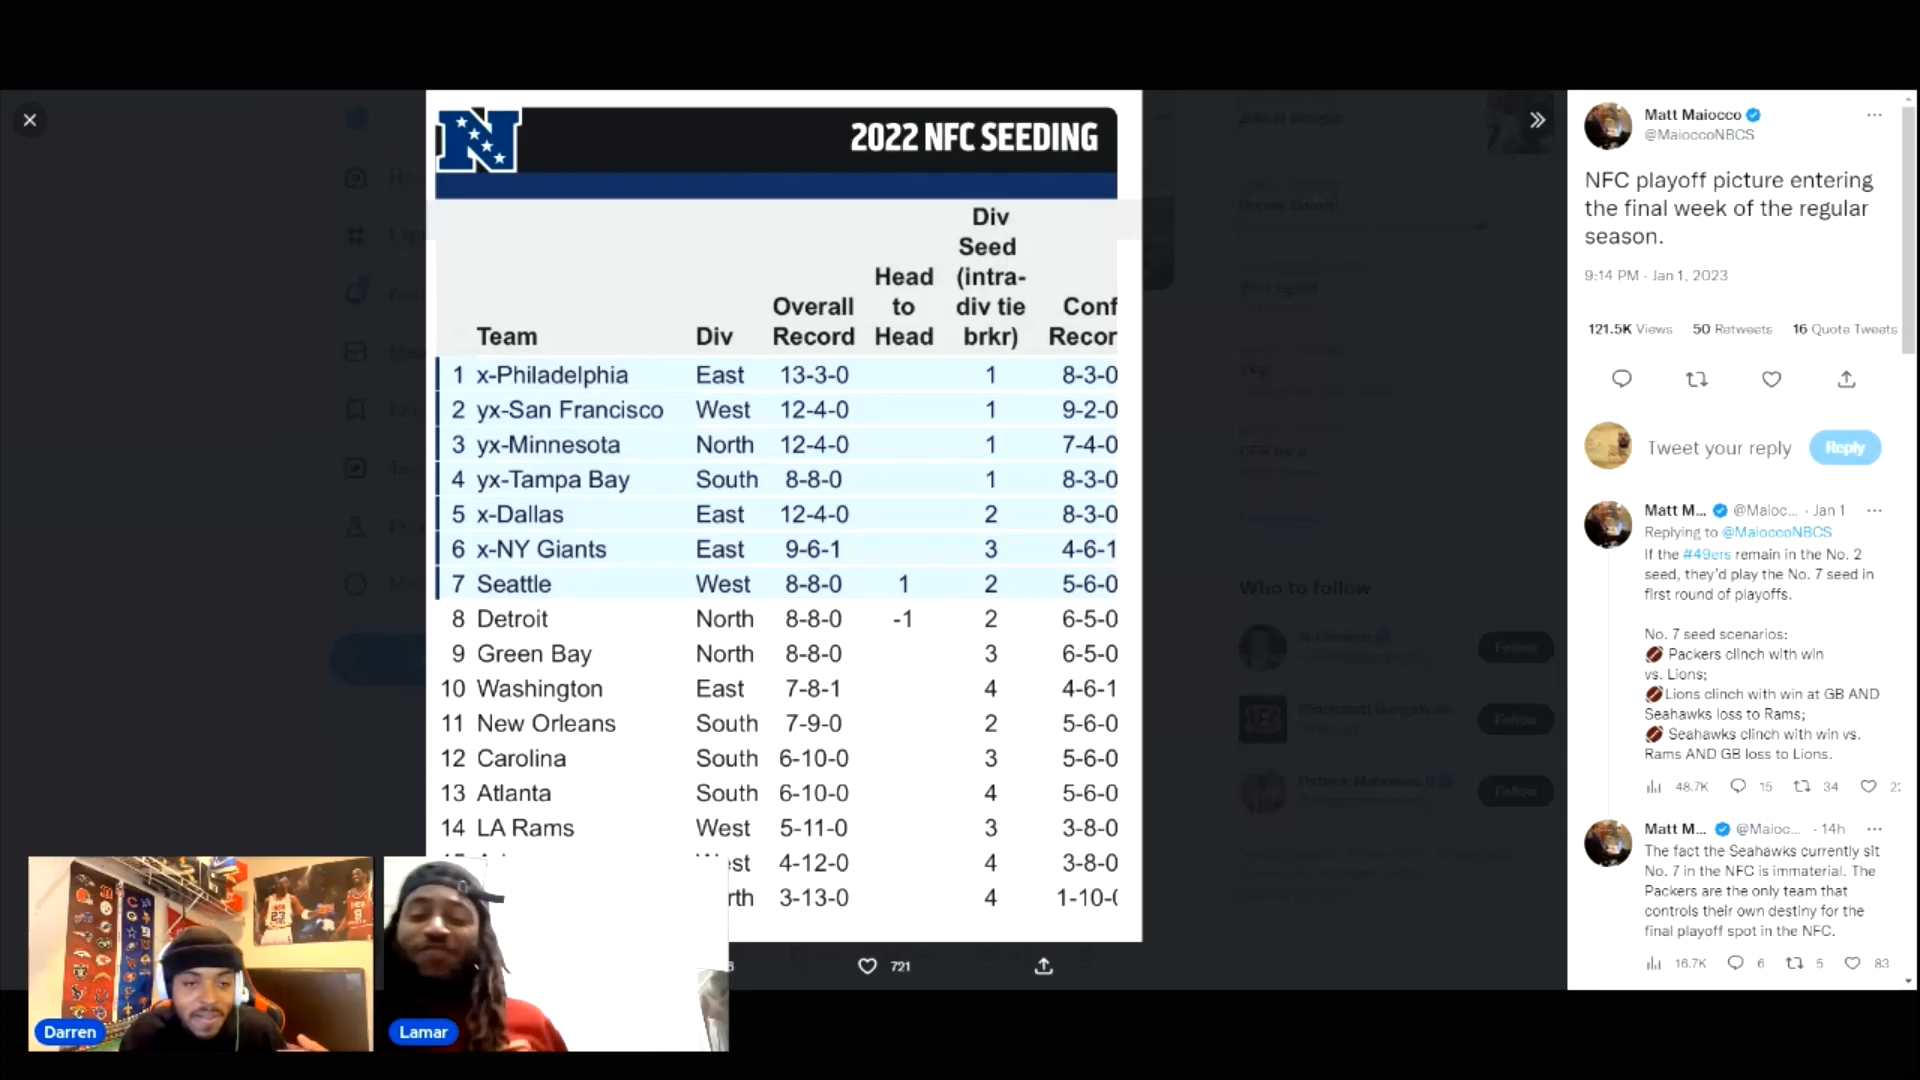 2022 NFC SEEDING
Div
Seed
Head (intra-
Overall to div tie Conf
Team Div Record Head brkr) Recor
1 x-Philadelphia East 13-3-0 1 8-3-0
2 yx-San Francisco West 12-4-0 1 9-2-0
3 yx-Minnesota North 12-4-0 1 7-4-0
4 yx-Tampa Bay South 8-8-0 1 8-3-0
5 x-Dallas East 12-4-0 2 8-3-0
6 x-NY Giants East 9-6-1 3 4-6-1
7 Seattle West 8-8-0 1 2 5-6-0
8 Detroit North 8-8-0 -1 2 6-5-0
9 Green Bay North 8-8-0 3 6-5-0
10 Washington East 7-8-1 4 4-6-1
11 New Orleans South 7-9-0 2 5-6-0
12 Carolina South 6-10-0 3 5-6-0
13 Atlanta South 6-10-0 4 5-6-0
14 LA Rams West 5-11-0 3 3-8-0
4-12-0 4 3-8-0
3-13-0 4 1-10-
721
Darren
Lamar
Who to follow
Follow
Follow
Follow
Matt Maiocco
@MaioccoNBCS
NFC playoff picture entering
the final week of the regular
season.
9:14 PM · Jan 1, 2023
121.5K Views 50 Retweets 16 Quote Tweets
Tweet your reply Reply
Matt M... @Maioc... · Jan 1
Replying to @MaioccoNBCS
If the #49ers remain in the No. 2
seed, they'd play the No. 7 seed in
first round of playoffs.
No. 7 seed scenarios:
🏈 Packers clinch with win
vs. Lions;
🏈Lions clinch with win at GB AND
Seahawks loss to Rams;
🏈 Seahawks clinch with win vs.
Rams AND GB loss to Lions.
48.7K 15 34
Matt M... @Maioc... · 14h
The fact the Seahawks currently sit
No. 7 in the NFC is immaterial. The
Packers are the only team that
controls their own destiny for the
final playoff spot in the NFC.
16.7K 6 5 83